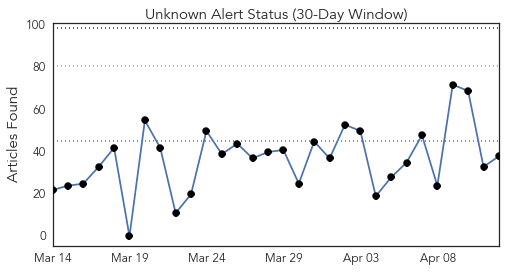 Unknown Alert Status (30-Day Window)
Articles Found
100
80
60
40
20
0
Mar 14 Mar 19 Mar 24 Mar 29 Apr 03 Apr 08